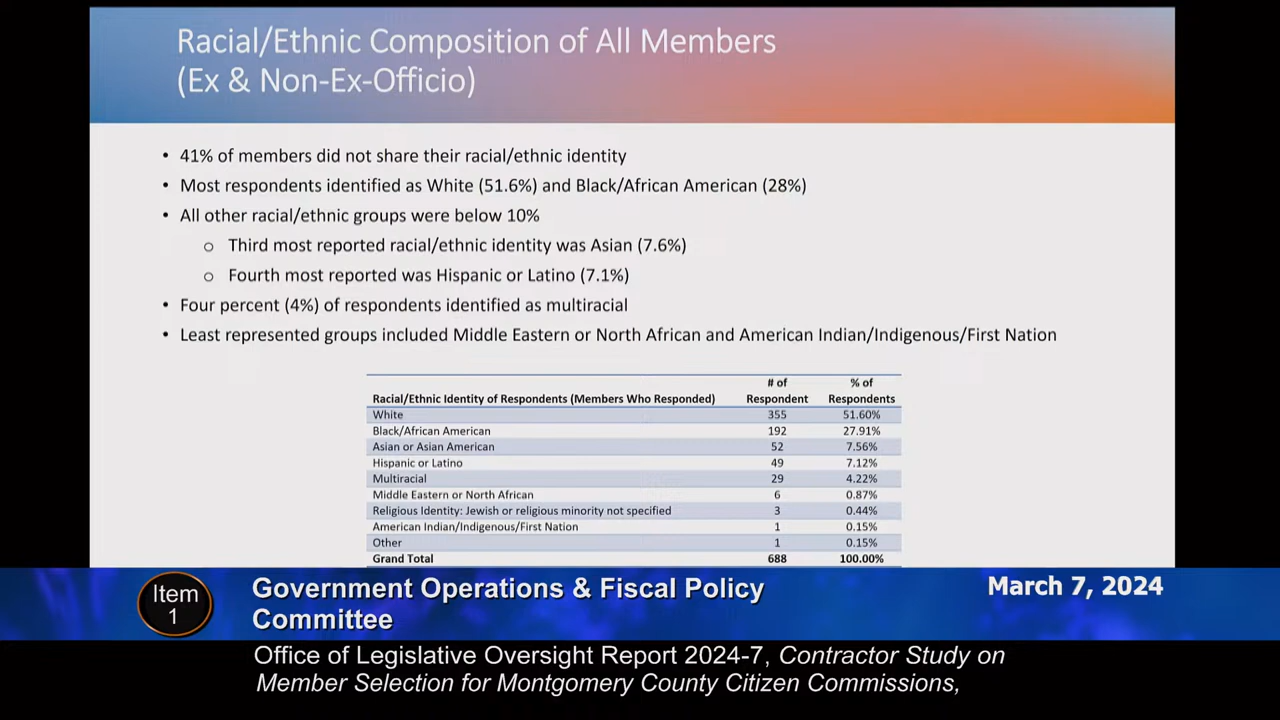 Racial/Ethnic Composition of All Members
(Ex & Non-Ex-Officio)
• 41% of members did not share their racial/ethnic identity
• Most respondents identified as White (51.6%) and Black/African American (28%)
• All other racial/ethnic groups were below 10%
o Third most reported racial/ethnic identity was Asian (7.6%)
o Fourth most reported was Hispanic or Latino (7.1%)
• Four percent (4%) of respondents identified as multiracial
• Least represented groups included Middle Eastern or North African and American Indian/Indigenous/First Nation
# of % of
Racial/Ethnic Identity of Respondents (Members Who Responded) Respondent Respondents
White 355 51.60%
Black/African American 192 27.91%
Asian or Asian American 52 7.56%
Hispanic or Latino 49 7.12%
Multiracial 29 4.22%
Middle Eastern or North African 6 0.87%
Religious Identity: Jewish or religious minority not specified 3 0.44%
American Indian/Indigenous/First Nation 1 0.15%
Other 1 0.15%
Grand Total 688 100.00%
Item
1
Government Operations & Fiscal Policy
Committee
March 7, 2024
Office of Legislative Oversight Report 2024-7, Contractor Study on
Member Selection for Montgomery County Citizen Commissions,